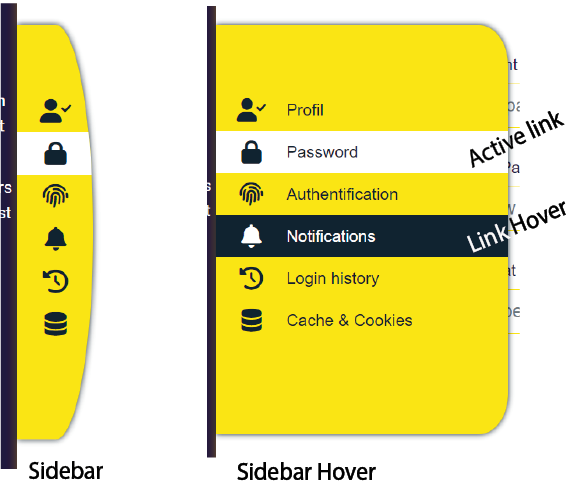 Profil
Password
Active link
Authentification
Notifications
Link Hover
Login history
Cache & Cookies
Sidebar
Sidebar Hover